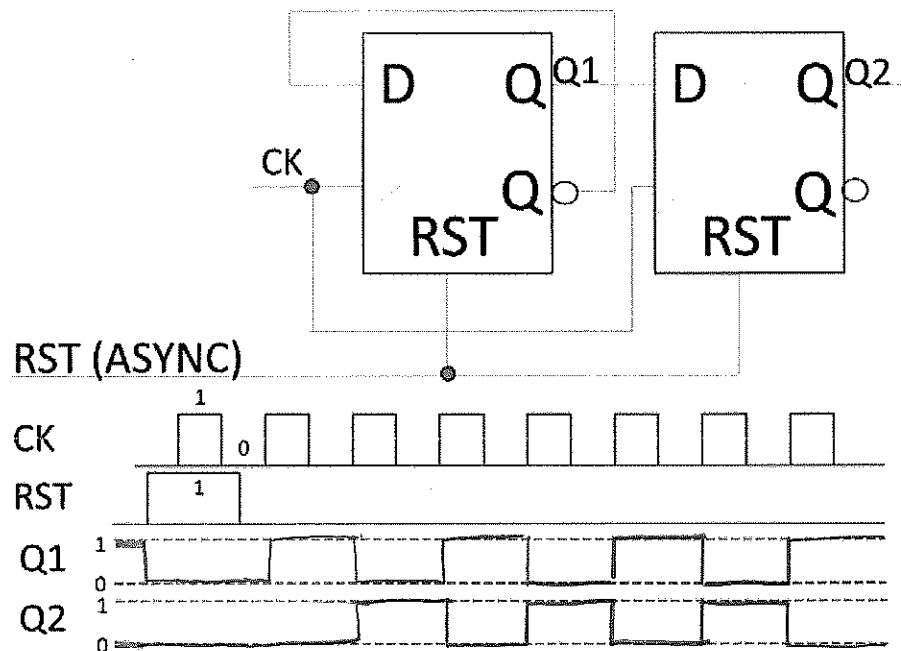 D Q Q1 D Q Q2
CK
Q Q
RST RST
RST (ASYNC)
1
CK 0
RST 1
Q1 1
0
Q2 1
0